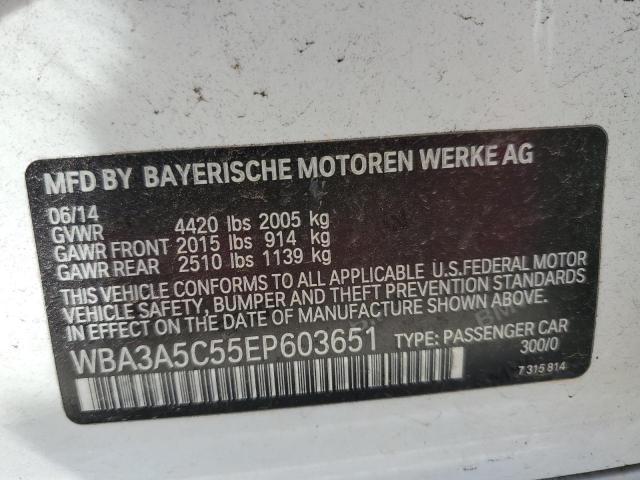 MFD BY BAYERISCHE MOTOREN WERKE AG
06/14
GVWR 4420 lbs 2005 kg
GAWR FRONT 2015 lbs 914 kg
GAWR REAR 2510 lbs 1139 kg
THIS VEHICLE CONFORMS TO ALL APPLICABLE U.S.FEDERAL MOTOR
VEHICLE SAFETY, BUMPER AND THEFT PREVENTION STANDARDS
IN EFFECT ON THE DATE OF MANUFACTURE SHOWN ABOVE.
WBA3A5C55EP603651 TYPE: PASSENGER CAR
300/0
7 315 814